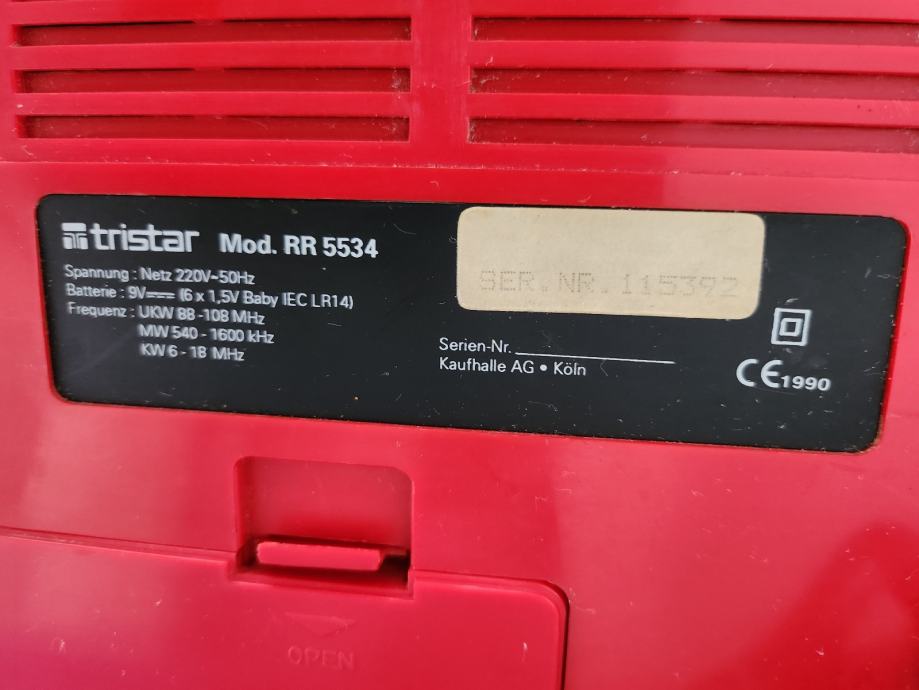 tristar Mod. RR 5534
Spannung : Netz 220V~50Hz
Batterie : 9V⎓ (6 x 1,5V Baby IEC LR14)
Frequenz : UKW 88 -108 MHz
MW 540 - 1600 kHz
KW 6 - 18 MHz
SER.NR.115392
Serien-Nr.
Kaufhalle AG • Köln
CE1990
OPEN